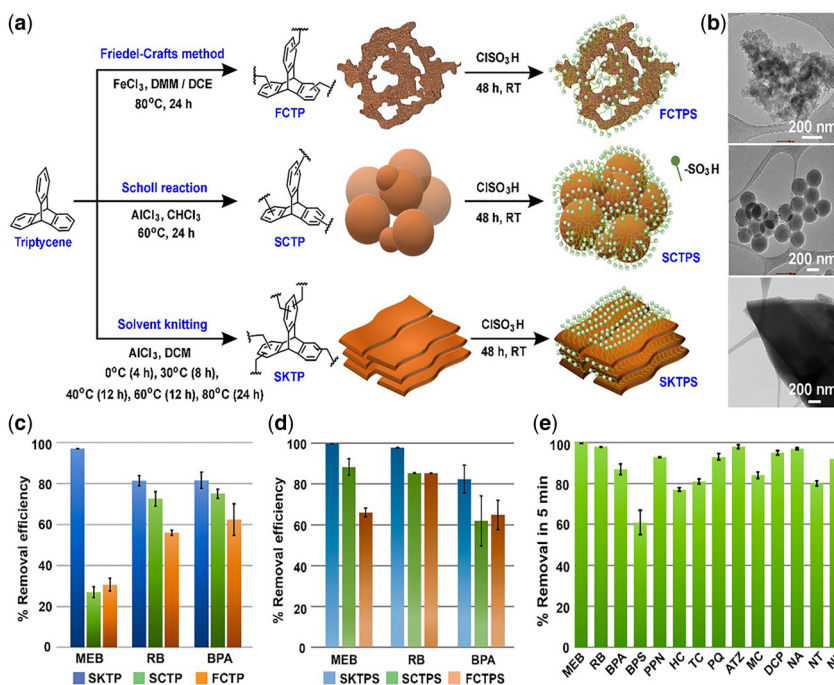 (a)
Friedel-Crafts method
FeCl3, DMM / DCE
80°C, 24 h
FCTP
ClSO3H
48 h, RT
FCTPS
Triptycene
Scholl reaction
AlCl3, CHCl3
60°C, 24 h
SCTP
ClSO3H
48 h, RT
-SO3H
SCTPS
Solvent knitting
AlCl3, DCM
0°C (4 h), 30°C (8 h),
40°C (12 h), 60°C (12 h), 80°C (24 h)
SKTP
ClSO3H
48 h, RT
SKTPS
(b)
200 nm
200 nm
200 nm
(c)
% Removal efficiency
100
80
60
40
20
0
MEB RB BPA
SKTP SCTP FCTP
(d)
% Removal efficiency
100
80
60
40
20
0
MEB RB BPA
SKTPS SCTPS FCTPS
(e)
% Removal in 5 min
100
80
60
40
20
0
MEB RB BPA BPS PPN HC TC PQ ATZ MC DCP NA NT